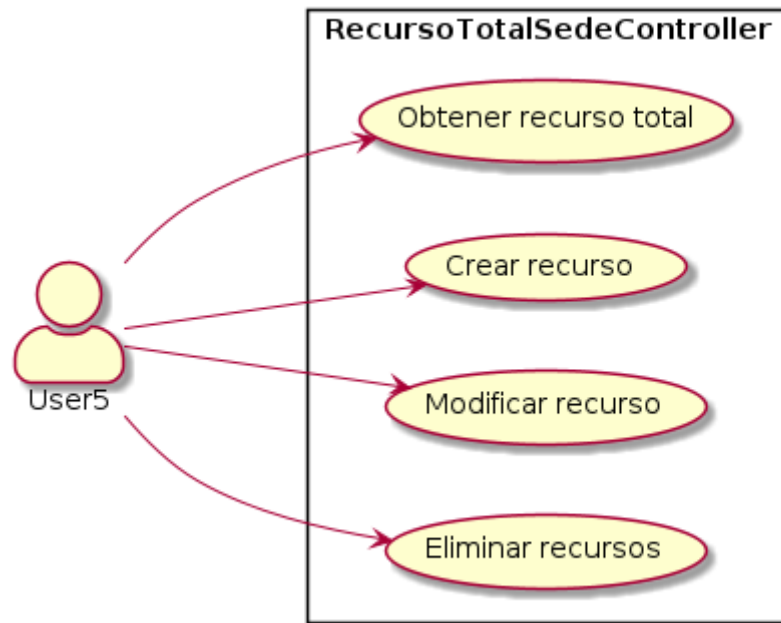 RecursoTotalSedeController
Obtener recurso total
Crear recurso
Modificar recurso
User5
Eliminar recursos